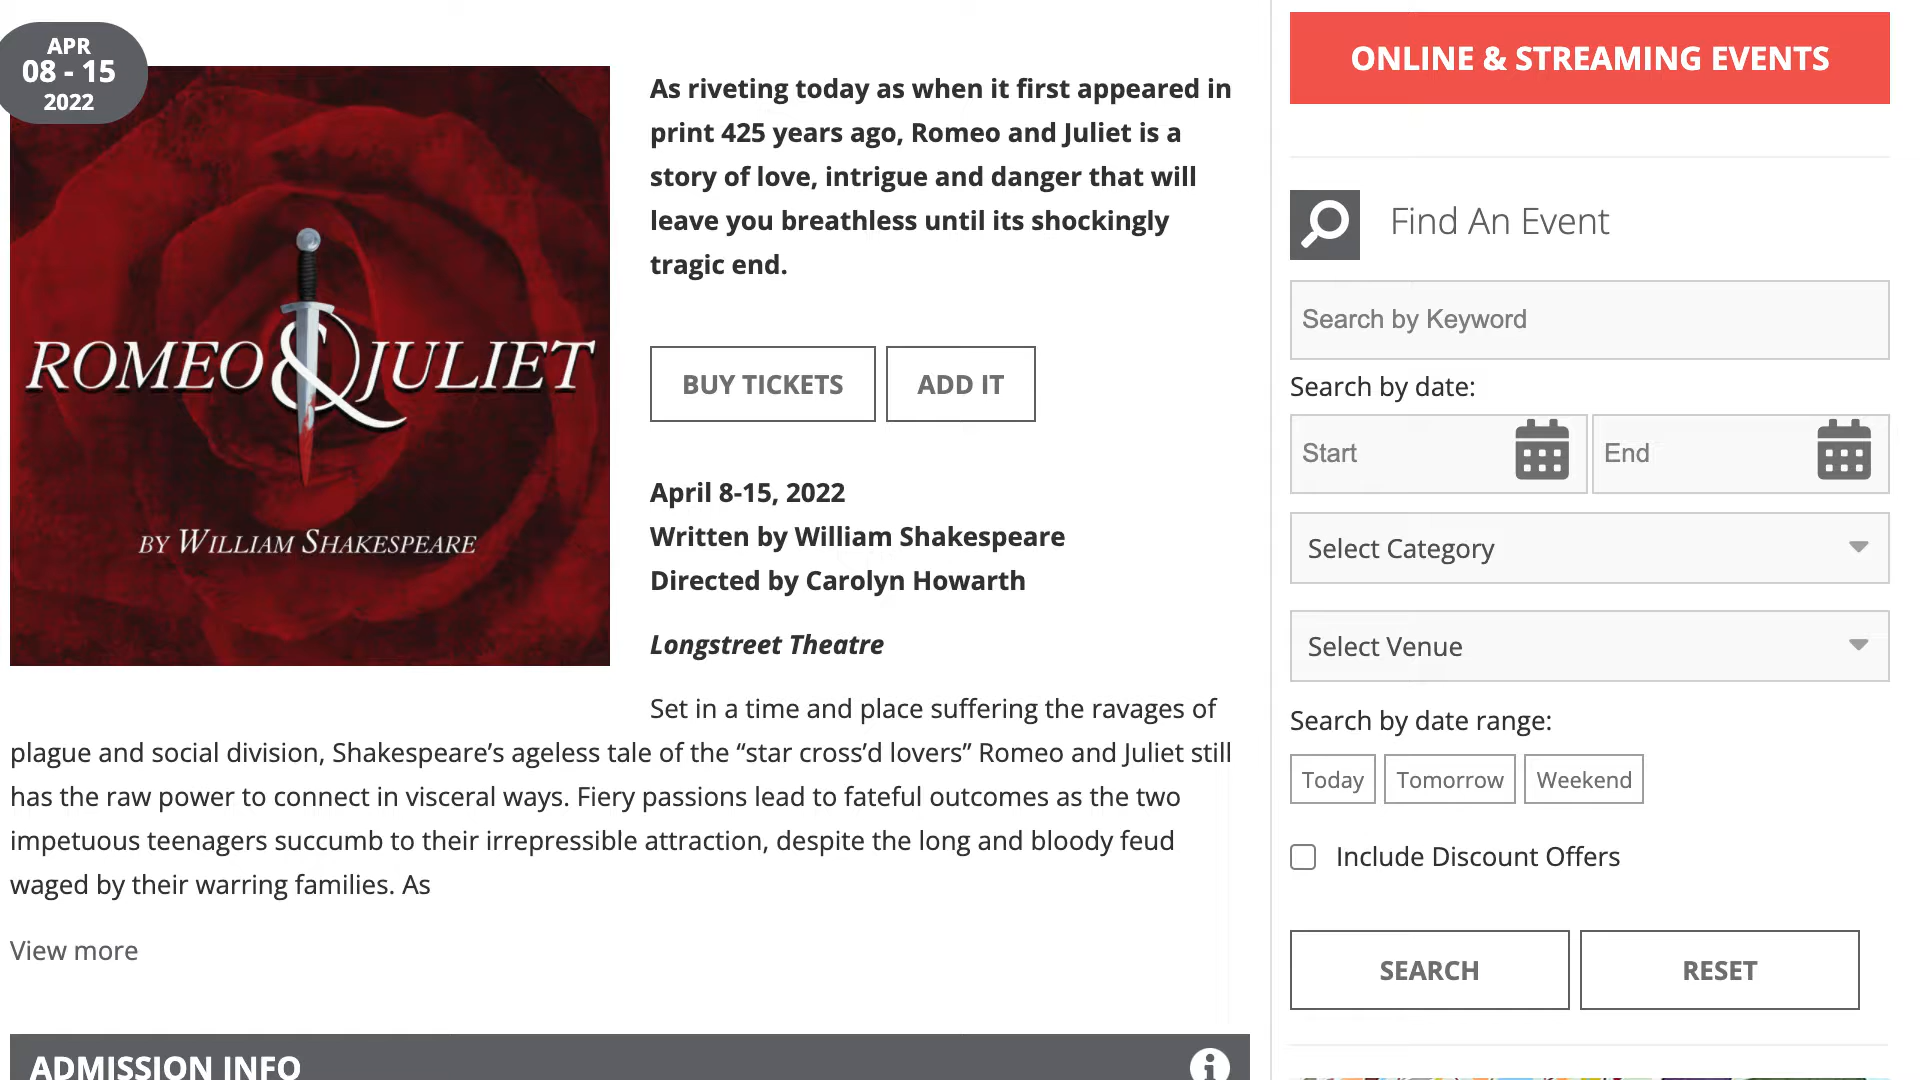 APR
08 - 15
2022
ROMEO & JULIET
BY WILLIAM SHAKESPEARE
As riveting today as when it first appeared in
print 425 years ago, Romeo and Juliet is a
story of love, intrigue and danger that will
leave you breathless until its shockingly
tragic end.
BUY TICKETS
ADD IT
April 8-15, 2022
Written by William Shakespeare
Directed by Carolyn Howarth
Longstreet Theatre
Set in a time and place suffering the ravages of
plague and social division, Shakespeare’s ageless tale of the “star cross’d lovers” Romeo and Juliet still
has the raw power to connect in visceral ways. Fiery passions lead to fateful outcomes as the two
impetuous teenagers succumb to their irrepressible attraction, despite the long and bloody feud
waged by their warring families. As
View more
ADMISSION INFO
ONLINE & STREAMING EVENTS
Find An Event
Search by Keyword
Search by date:
Start
End
Select Category
Select Venue
Search by date range:
Today
Tomorrow
Weekend
Include Discount Offers
SEARCH
RESET